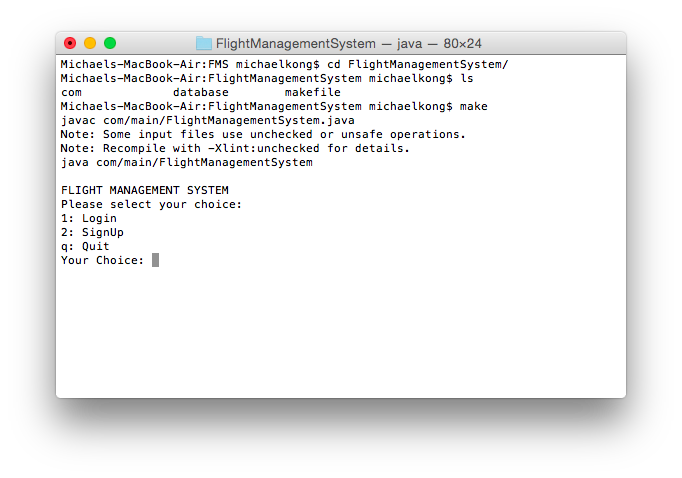 FlightManagementSystem — java — 80×24
Michaels-MacBook-Air:FMS michaelkong$ cd FlightManagementSystem/
Michaels-MacBook-Air:FlightManagementSystem michaelkong$ ls
com             database        makefile
Michaels-MacBook-Air:FlightManagementSystem michaelkong$ make
javac com/main/FlightManagementSystem.java
Note: Some input files use unchecked or unsafe operations.
Note: Recompile with -Xlint:unchecked for details.
java com/main/FlightManagementSystem

FLIGHT MANAGEMENT SYSTEM
Please select your choice:
1: Login
2: SignUp
q: Quit
Your Choice: